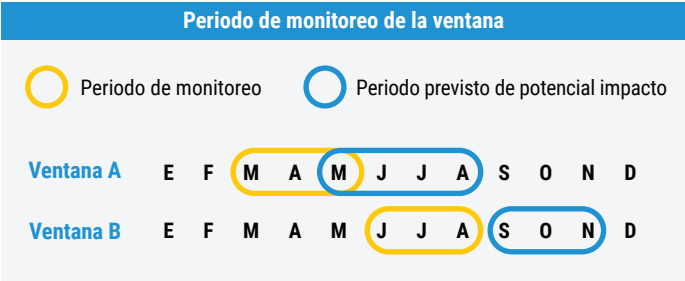 Periodo de monitoreo de la ventana
Periodo de monitoreo Periodo previsto de potencial impacto
Ventana A E F M A M J J A S O N D
Ventana B E F M A M J J A S O N D